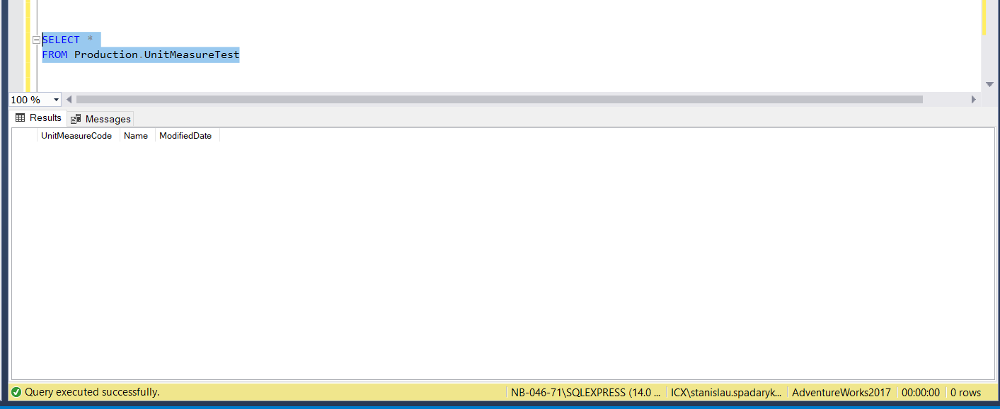 SELECT *
FROM Production.UnitMeasureTest
100 %
Results Messages
UnitMeasureCode Name ModifiedDate
Query executed successfully. NB-046-71\SQLEXPRESS (14.0 ... ICX\stanislau.spadaryk... AdventureWorks2017 00:00:00 0 rows